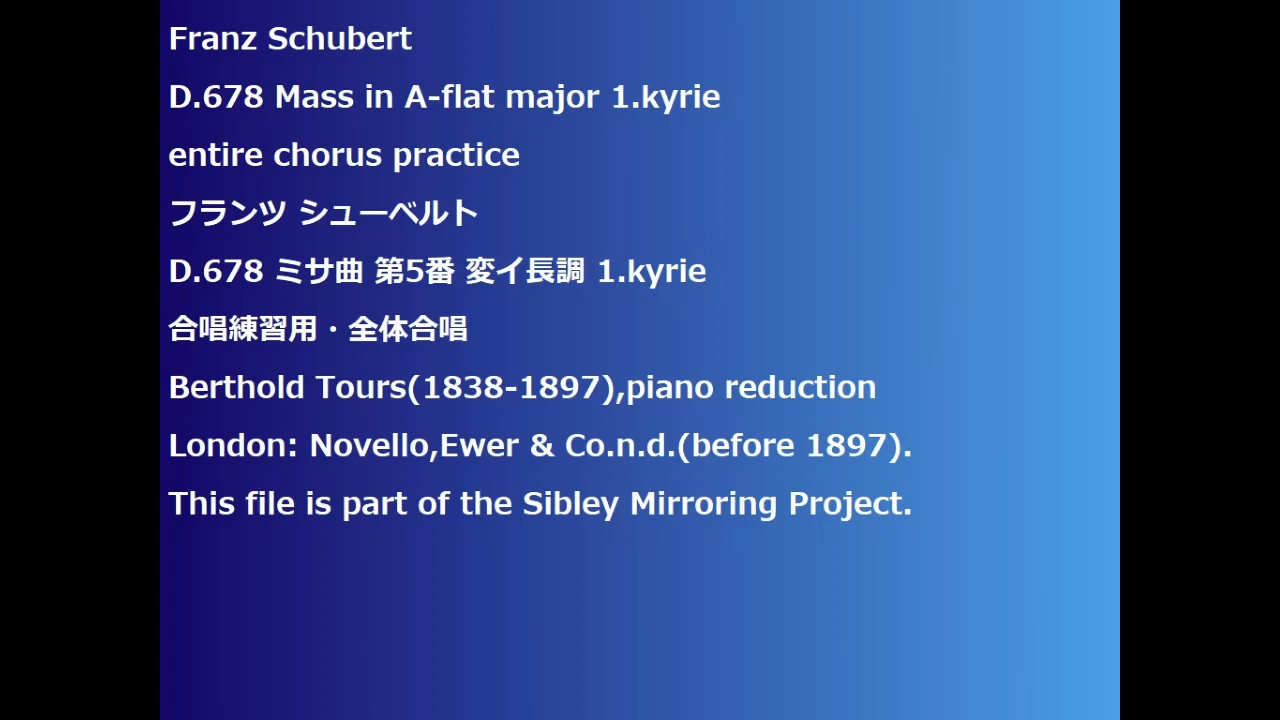 Franz Schubert
D.678 Mass in A-flat major 1.kyrie
entire chorus practice
フランツ シューベルト
D.678 ミサ曲 第5番 変イ長調 1.kyrie
合唱練習用・全体合唱
Berthold Tours(1838-1897),piano reduction
London: Novello,Ewer & Co.n.d.(before 1897).
This file is part of the Sibley Mirroring Project.